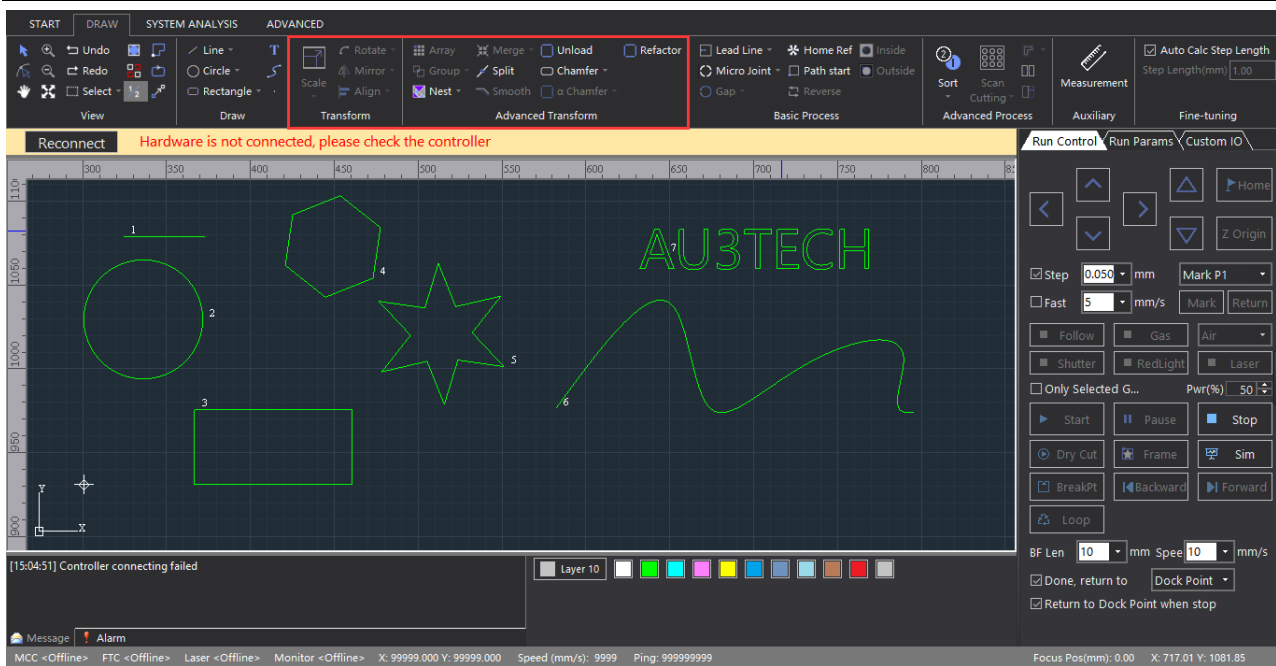 START DRAW SYSTEM ANALYSIS ADVANCED
Undo Line T Rotate Array Merge Unload Refactor Lead Line Home Ref Inside Auto Calc Step Length
Redo Circle Scale Mirror Group Split Chamfer Micro Joint Path start Outside Sort Scan Cutting Measurement Step Length(mm) 1.00
Select 1 2 Rectangle Align Nest Smooth α Chamfer Gap Reverse
View Draw Transform Advanced Transform Basic Process Advanced Process Auxiliary Fine-tuning
Reconnect Hardware is not connected, please check the controller
Run Control Run Params Custom IO
300 350 400 450 500 550 600 650 700 750 800 85
110
1050
1000
950
900
1
2
3
4
5
6
7
AU3TECH
Y
X
Home
Z Origin
Step 0.050 mm Mark P1
Fast 5 mm/s Mark Return
Follow Gas Air
Shutter RedLight Laser
Only Selected G... Pwr(%) 50
Start Pause Stop
Dry Cut Frame Sim
BreakPt Backward Forward
Loop
BF Len 10 mm Spee 10 mm/s
Done, return to Dock Point
Return to Dock Point when stop
[15:04:51] Controller connecting failed
Layer 10
Message Alarm
MCC <Offline> FTC <Offline> Laser <Offline> Monitor <Offline> X: 99999.000 Y: 99999.000 Speed (mm/s): 9999 Ping: 999999999 Focus Pos(mm): 0.00 X: 717.01 Y: 1081.85